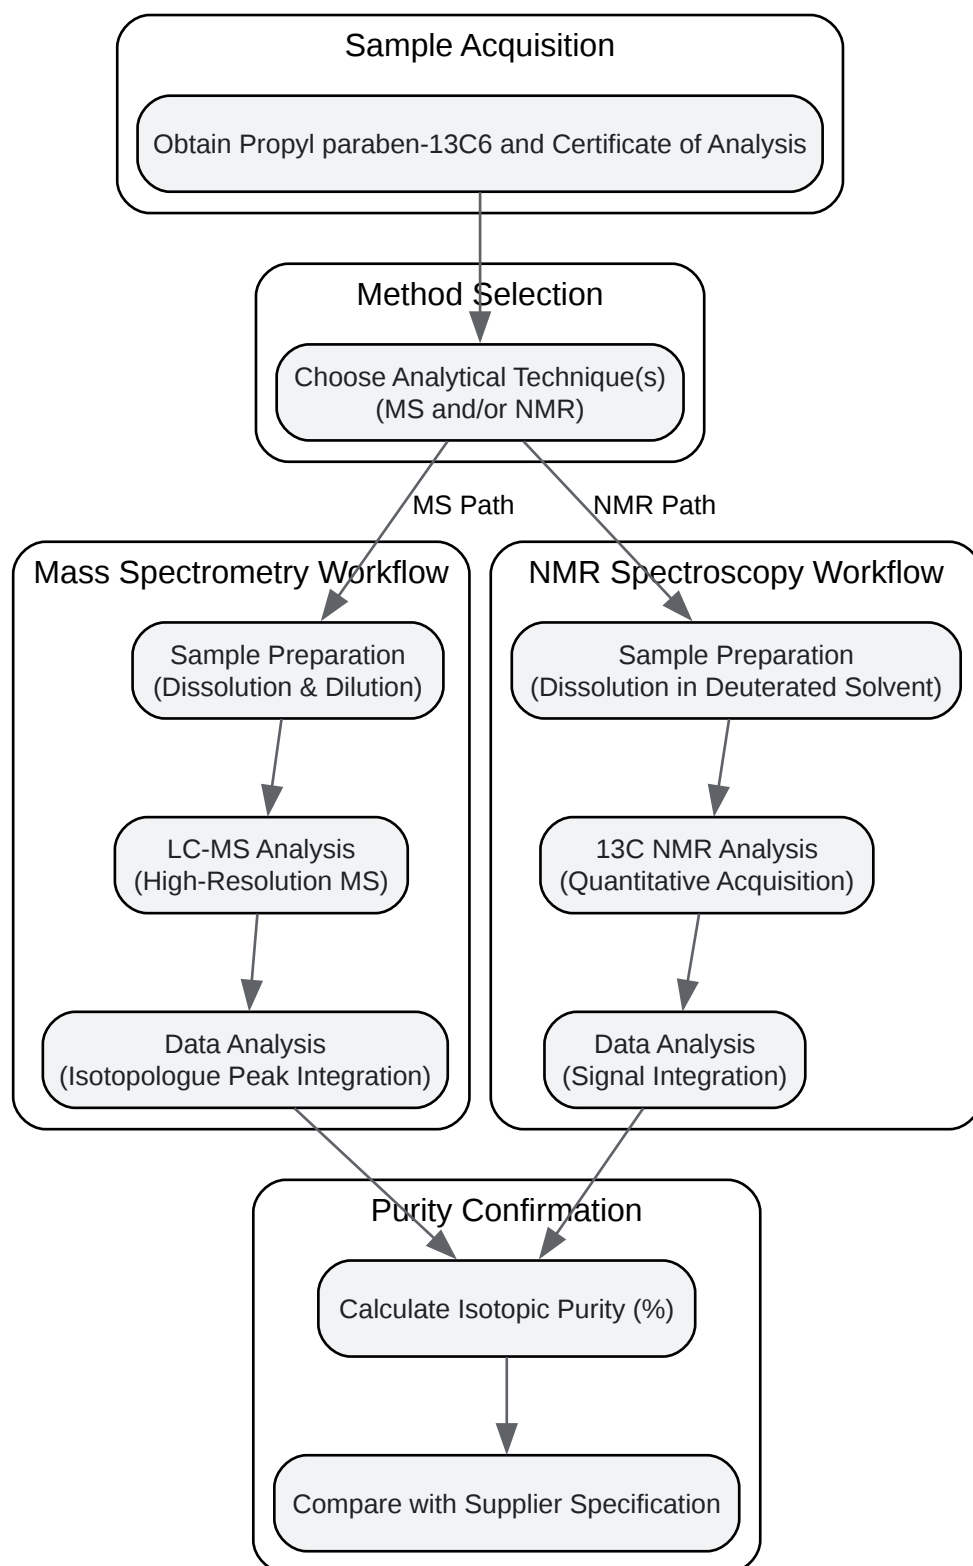 Sample Acquisition
Obtain Propyl paraben-13C6 and Certificate of Analysis
Method Selection
Choose Analytical Technique(s)
(MS and/or NMR)
MS Path
NMR Path
Mass Spectrometry Workflow
Sample Preparation
(Dissolution & Dilution)
LC-MS Analysis
(High-Resolution MS)
Data Analysis
(Isotopologue Peak Integration)
NMR Spectroscopy Workflow
Sample Preparation
(Dissolution in Deuterated Solvent)
13C NMR Analysis
(Quantitative Acquisition)
Data Analysis
(Signal Integration)
Purity Confirmation
Calculate Isotopic Purity (%)
Compare with Supplier Specification